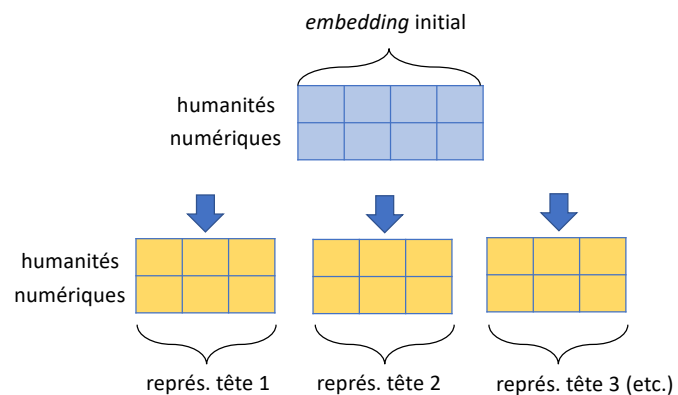 embedding initial
humanités
numériques
humanités
numériques
représ. tête 1
représ. tête 2
représ. tête 3 (etc.)